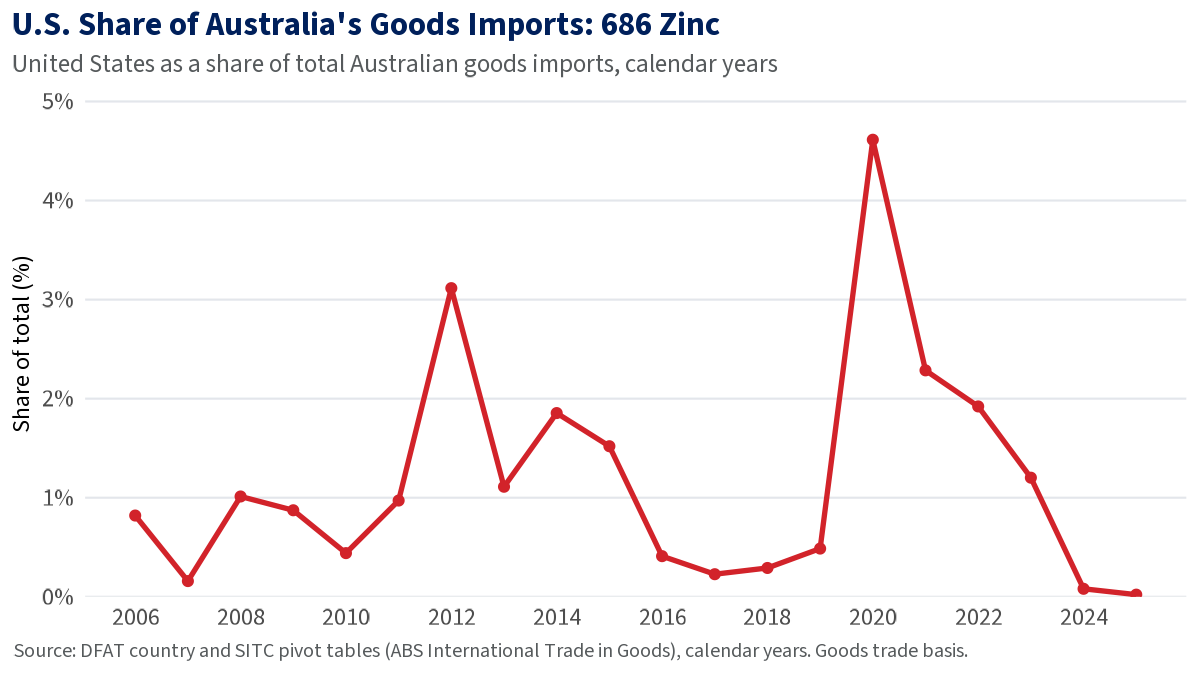 U.S. Share of Australia's Goods Imports: 686 Zinc
United States as a share of total Australian goods imports, calendar years
5%
4%
3%
2%
1%
0%
Share of total (%)
2006 2008 2010 2012 2014 2016 2018 2020 2022 2024
Source: DFAT country and SITC pivot tables (ABS International Trade in Goods), calendar years. Goods trade basis.